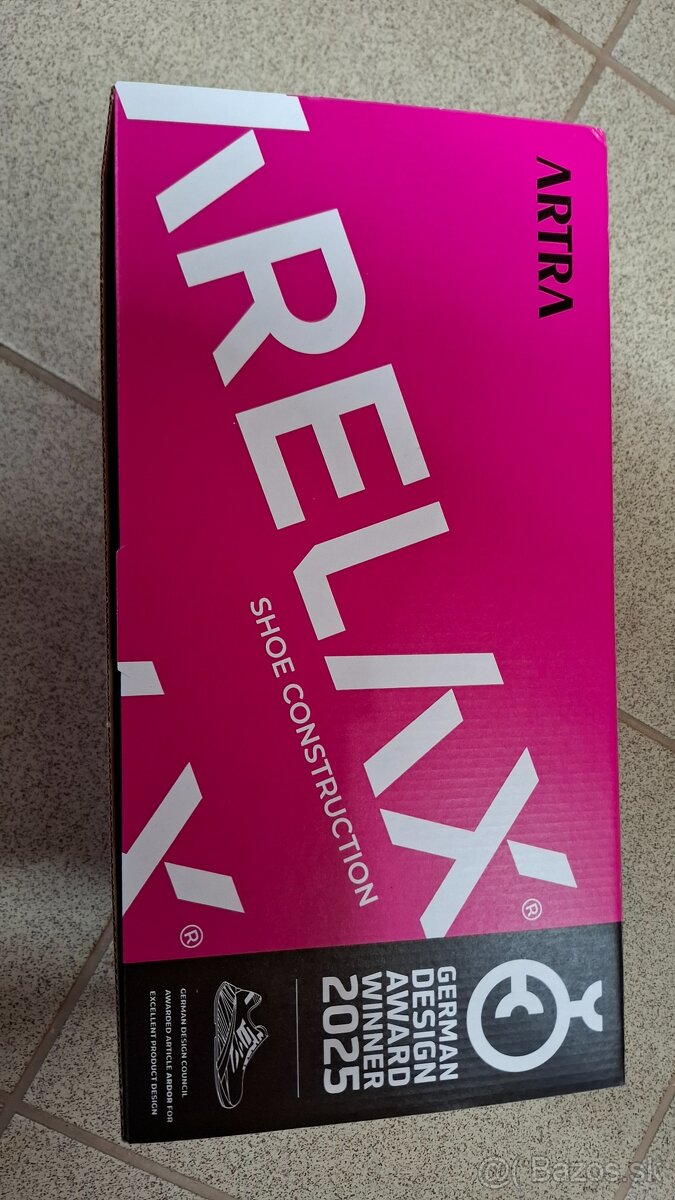 ARTRA
ARELAX®
SHOE CONSTRUCTION
X®
GERMAN
DESIGN
AWARD
WINNER
2025
GERMAN DESIGN COUNCIL
AWARDED ARTICLE ARDOR FOR
EXCELLENT PRODUCT DESIGN
@ Bazos.sk